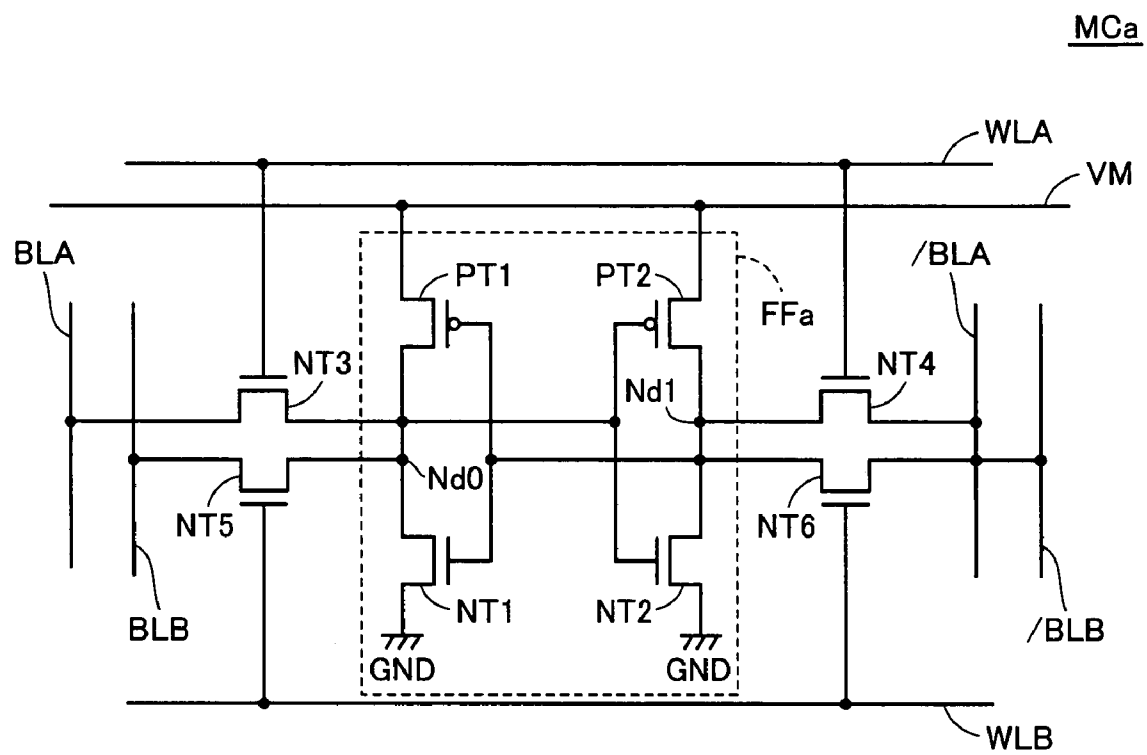 MCa
WLA
VM
BLA
PT1
PT2
/BLA
FFa
NT3
Nd1
NT4
Nd0
NT5
NT6
NT1
NT2
BLB
/BLB
GND
GND
WLB